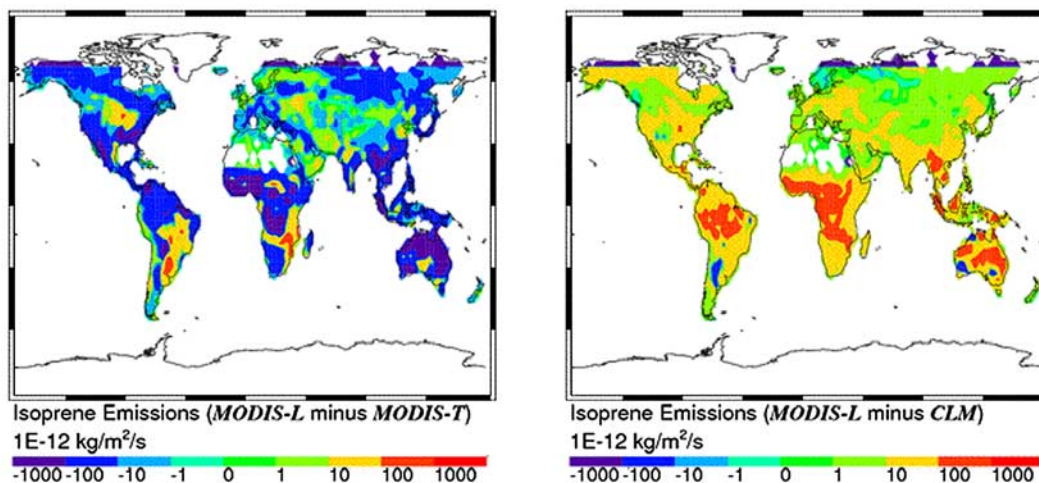 Isoprene Emissions (MODIS-L minus MODIS-T)
1E-12 kg/m²/s
-1000 -100 -10 -1 0 1 10 100 1000
Isoprene Emissions (MODIS-L minus CLM)
1E-12 kg/m²/s
-1000 -100 -10 -1 0 1 10 100 1000